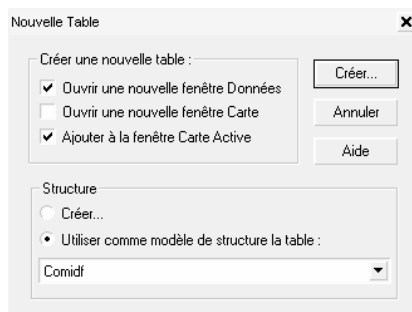 Nouvelle Table
Créer une nouvelle table :
Ouvrir une nouvelle fenêtre Données
Ouvrir une nouvelle fenêtre Carte
Ajouter à la fenêtre Carte Active
Créer...
Annuler
Aide
Structure
Créer...
Utiliser comme modèle de structure la table :
Comidf